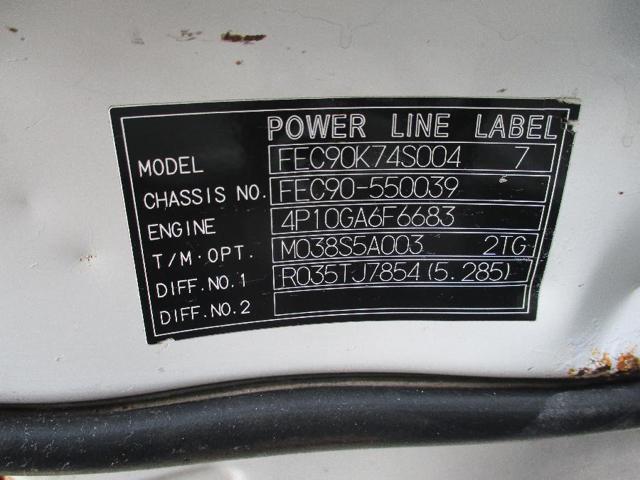 POWER LINE LABEL
MODEL FEC90K74S004 7
CHASSIS NO. FEC90-550039
ENGINE 4P10GA6F6683
T/M·OPT. M038S5A003 2TG
DIFF.NO.1 R035TJ7854(5.285)
DIFF.NO.2